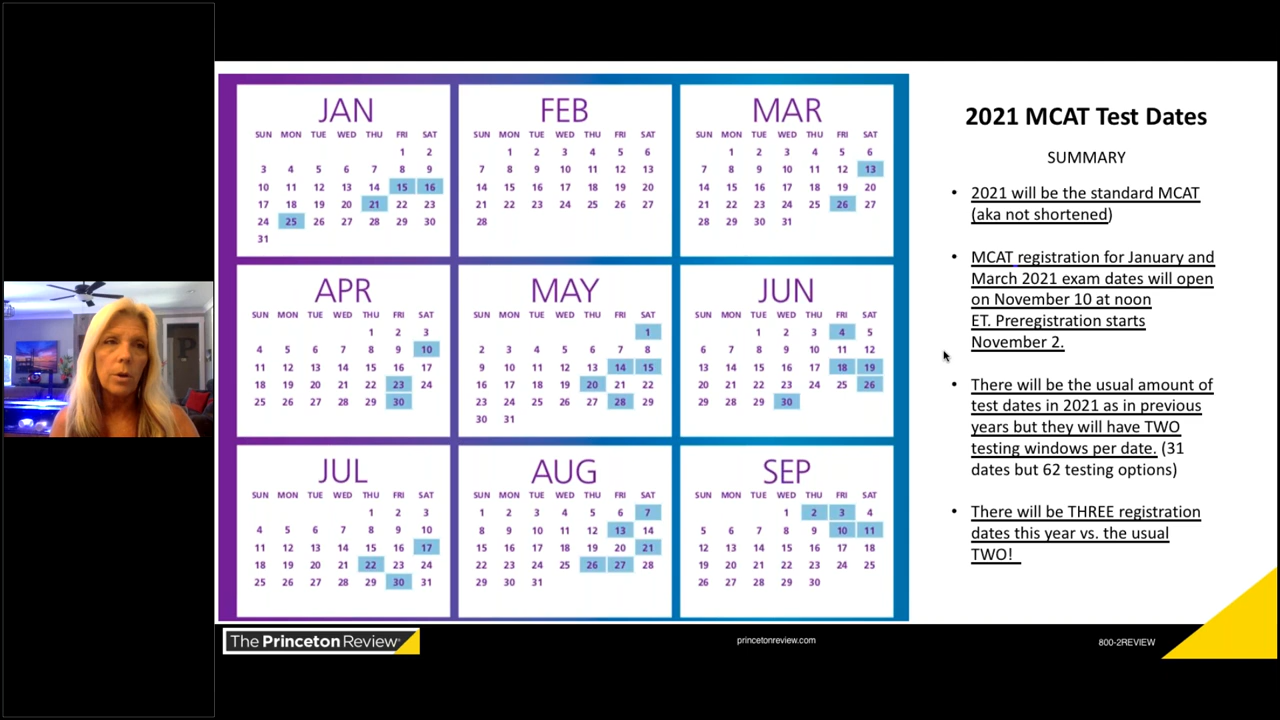 JAN
SUN MON TUE WED THU FRI SAT
1 2
3 4 5 6 7 8 9
10 11 12 13 14 15 16
17 18 19 20 21 22 23
24 25 26 27 28 29 30
31
FEB
SUN MON TUE WED THU FRI SAT
1 2 3 4 5 6
7 8 9 10 11 12 13
14 15 16 17 18 19 20
21 22 23 24 25 26 27
28
MAR
SUN MON TUE WED THU FRI SAT
1 2 3 4 5 6
7 8 9 10 11 12 13
14 15 16 17 18 19 20
21 22 23 24 25 26 27
28 29 30 31
APR
SUN MON TUE WED THU FRI SAT
1 2 3
4 5 6 7 8 9 10
11 12 13 14 15 16 17
18 19 20 21 22 23 24
25 26 27 28 29 30
MAY
SUN MON TUE WED THU FRI SAT
1
2 3 4 5 6 7 8
9 10 11 12 13 14 15
16 17 18 19 20 21 22
23 24 25 26 27 28 29
30 31
JUN
SUN MON TUE WED THU FRI SAT
1 2 3 4 5
6 7 8 9 10 11 12
13 14 15 16 17 18 19
20 21 22 23 24 25 26
28 29 29 30
JUL
SUN MON TUE WED THU FRI SAT
1 2 3
4 5 6 7 8 9 10
11 12 13 14 15 16 17
18 19 20 21 22 23 24
25 26 27 28 29 30 31
AUG
SUN MON TUE WED THU FRI SAT
1 2 3 4 5 6 7
8 9 10 11 12 13 14
15 16 17 18 19 20 21
22 23 24 25 26 27 28
29 30 31
SEP
SUN MON TUE WED THU FRI SAT
1 2 3 4
5 6 7 8 9 10 11
12 13 14 15 16 17 18
19 20 21 22 23 24 25
26 27 28 29 30
2021 MCAT Test Dates
SUMMARY
• 2021 will be the standard MCAT
(aka not shortened)
• MCAT registration for January and
March 2021 exam dates will open
on November 10 at noon
ET. Preregistration starts
November 2.
• There will be the usual amount of
test dates in 2021 as in previous
years but they will have TWO
testing windows per date. (31
dates but 62 testing options)
• There will be THREE registration
dates this year vs. the usual
TWO!
The Princeton Review
princetonreview.com
800-2REVIEW